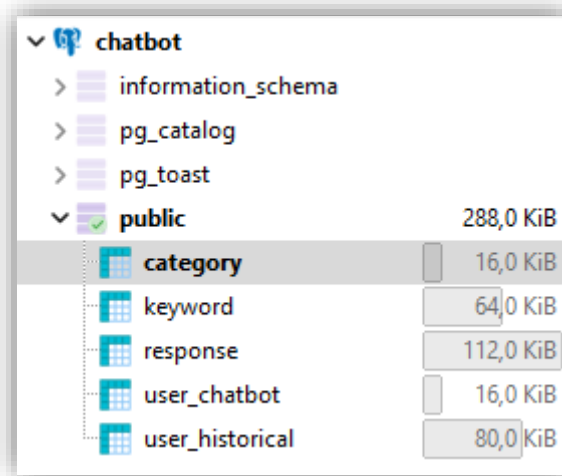 chatbot
information_schema
pg_catalog
pg_toast
public 288,0 KiB
category 16,0 KiB
keyword 64,0 KiB
response 112,0 KiB
user_chatbot 16,0 KiB
user_historical 80,0 KiB